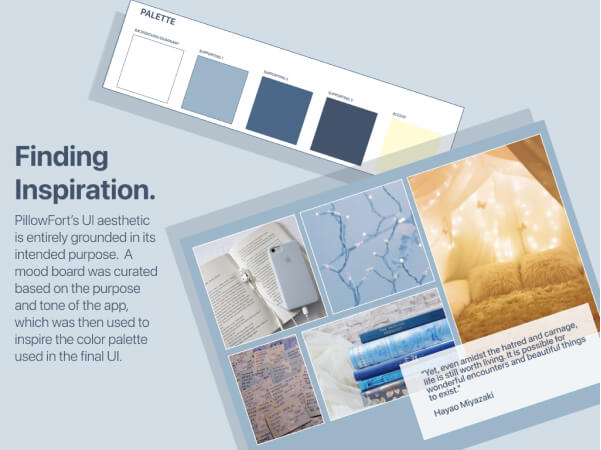 PALETTE
BACKGROUND/DOMINANT
SUPPORTING 1
SUPPORTING 2
SUPPORTING 3
ACCENT
Finding
Inspiration.
PillowFort's UI aesthetic
is entirely grounded in its
intended purpose. A
mood board was curated
based on the purpose
and tone of the app,
which was then used to
inspire the color palette
used in the final UI.
"Yet, even amidst the hatred and carnage,
life is still worth living. It is possible for
wonderful encounters and beautiful things
to exist."
Hayao Miyazaki